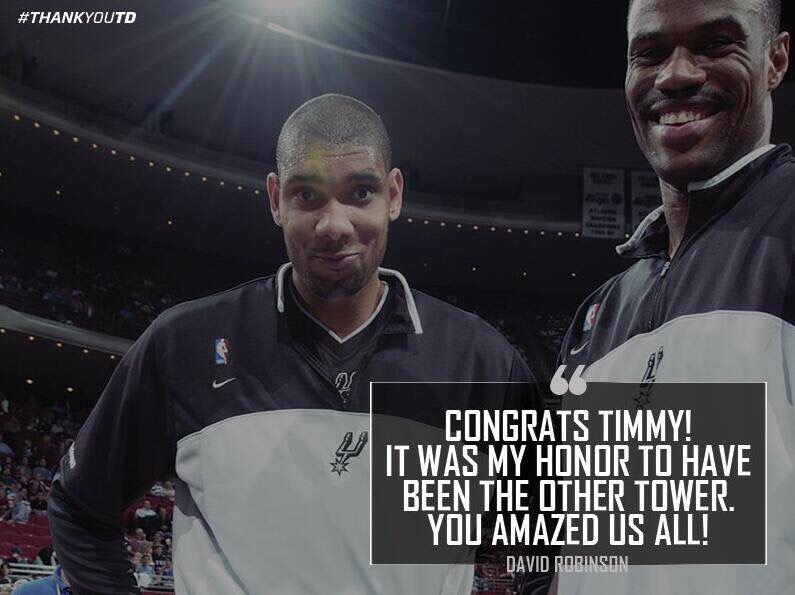 #THANKYOUTD
“
CONGRATS TIMMY!
IT WAS MY HONOR TO HAVE
BEEN THE OTHER TOWER.
YOU AMAZED US ALL!
DAVID ROBINSON